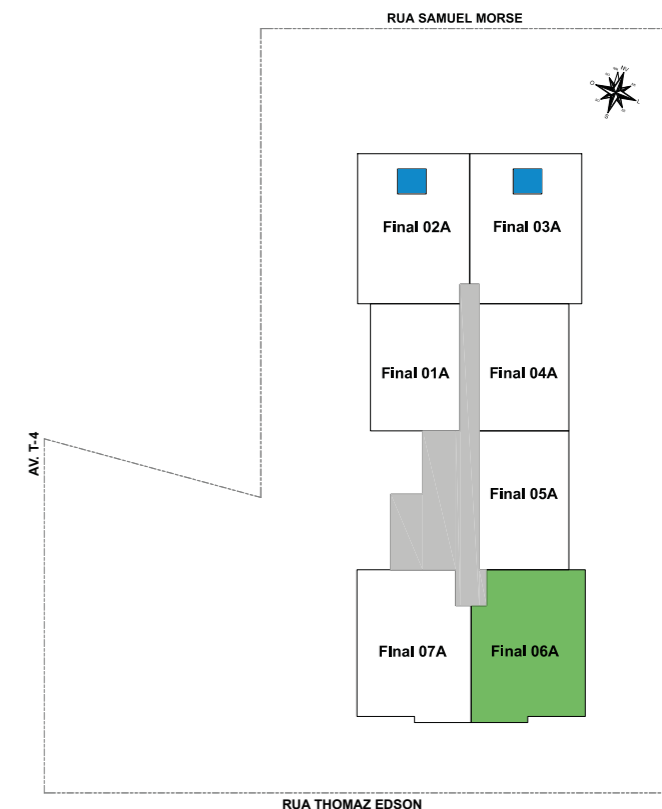 RUA SAMUEL MORSE
NV
O
L
S
Final 02A
Final 03A
Final 01A
Final 04A
AV. T-4
Final 05A
FInal 07A
Final 06A
RUA THOMAZ EDSON